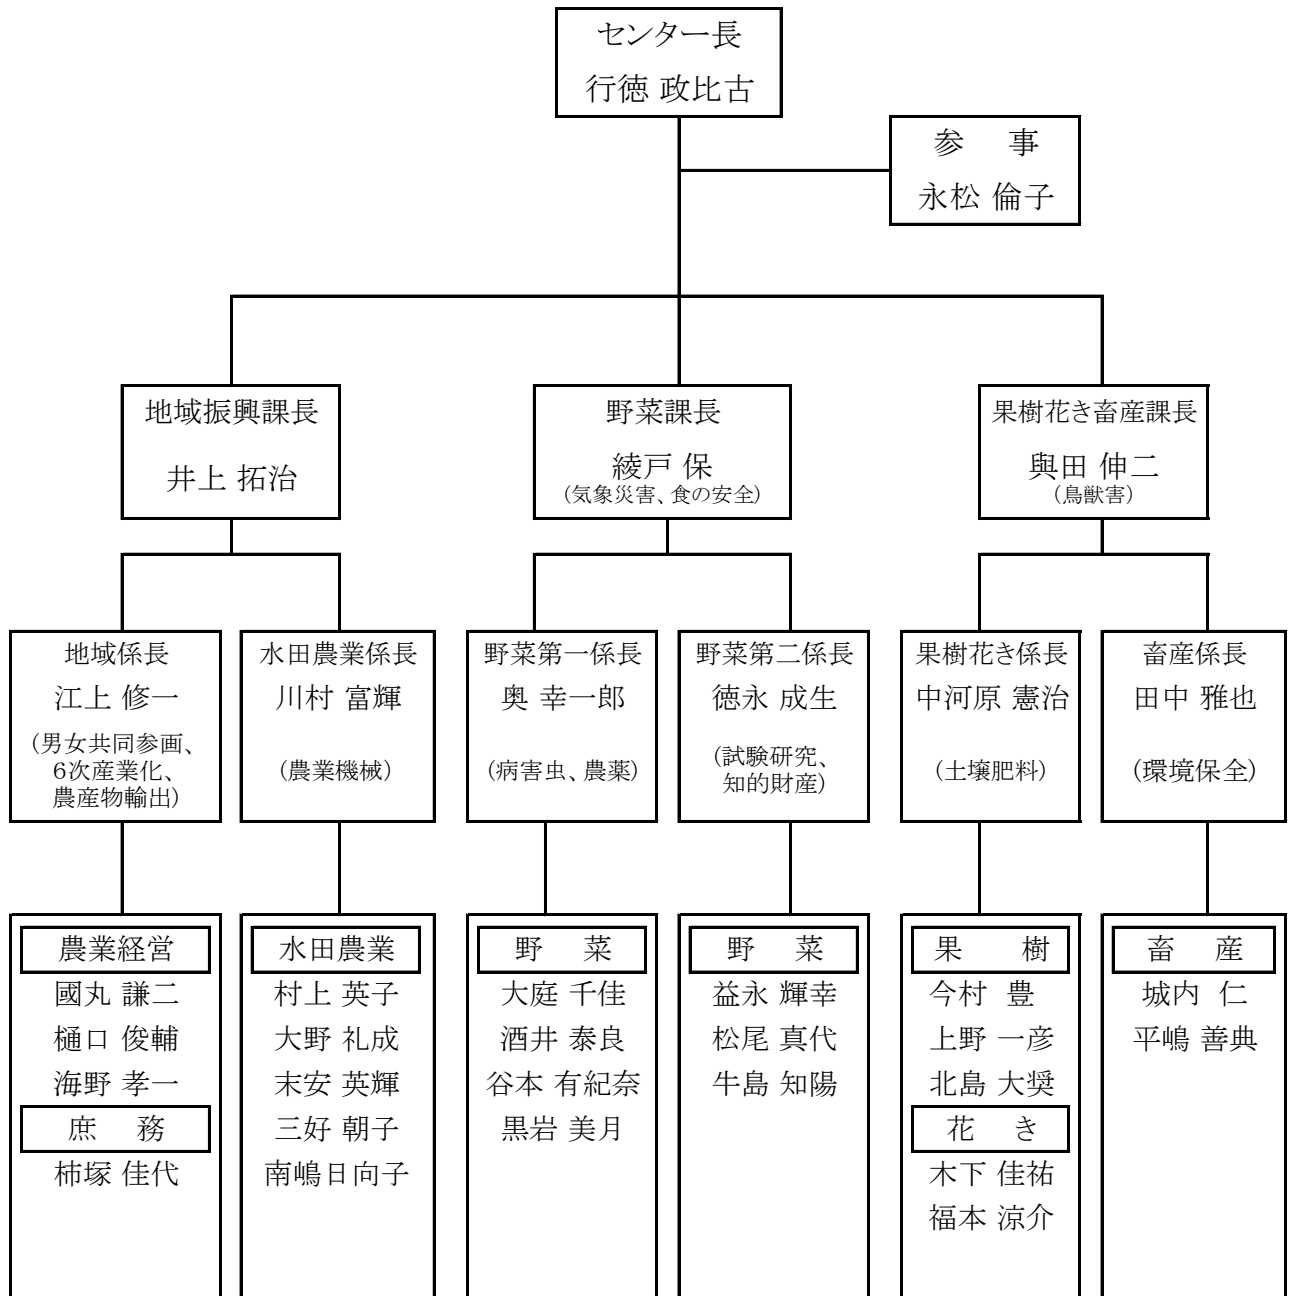 センター長
行徳 政比古
参　事
永松 倫子
地域振興課長
井上 拓治
野菜課長
綾戸 保
(気象災害、食の安全)
果樹花き畜産課長
與田 伸二
(鳥獣害)
地域係長
江上 修一
(男女共同参画、
6次産業化、
農産物輸出)
水田農業係長
川村 富輝
(農業機械)
野菜第一係長
奥 幸一郎
(病害虫、農薬)
野菜第二係長
徳永 成生
(試験研究、
知的財産)
果樹花き係長
中河原 憲治
(土壌肥料)
畜産係長
田中 雅也
(環境保全)
農業経営
國丸 謙二
樋口 俊輔
海野 孝一
庶　務
柿塚 佳代
水田農業
村上 英子
大野 礼成
末安 英輝
三好 朝子
南嶋日向子
野　菜
大庭 千佳
酒井 泰良
谷本 有紀奈
黒岩 美月
野　菜
益永 輝幸
松尾 真代
牛島 知陽
果　樹
今村 豊
上野 一彦
北島 大奨
花　き
木下 佳祐
福本 涼介
畜　産
城内 仁
平嶋 善典